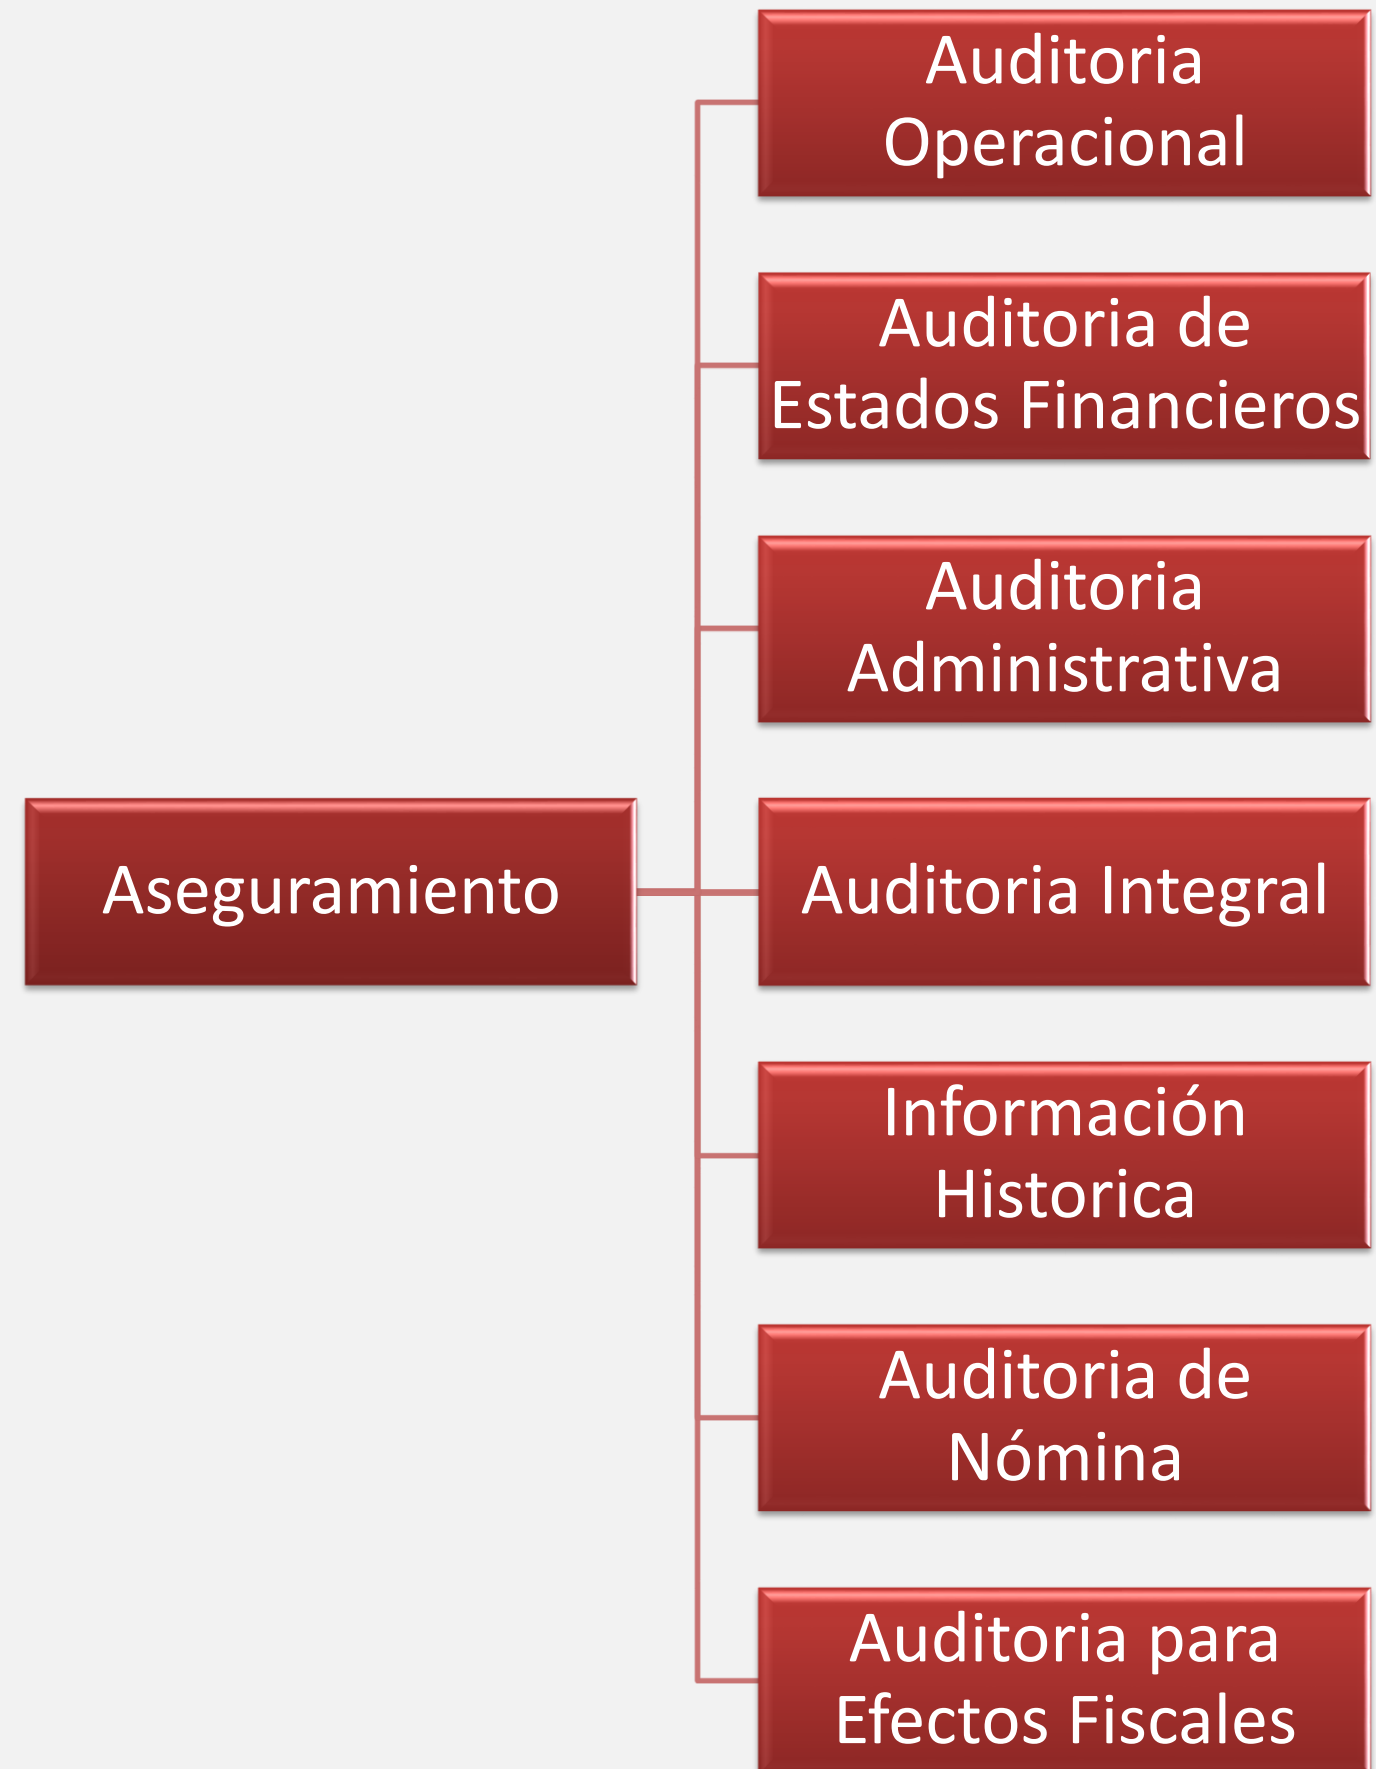 Auditoria
Operacional
Auditoria de
Estados Financieros
Auditoria
Administrativa
Aseguramiento
Auditoria Integral
Información
Historica
Auditoria de
Nómina
Auditoria para
Efectos Fiscales